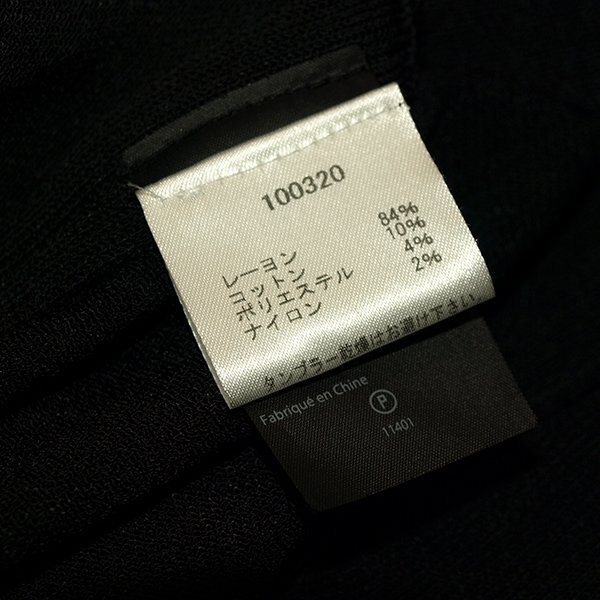 100320
レーヨン 84%
コットン 10%
ポリエステル 4%
ナイロン 2%
タンブラー乾燥はお避け下さい
Fabriqué en Chine
P
11401